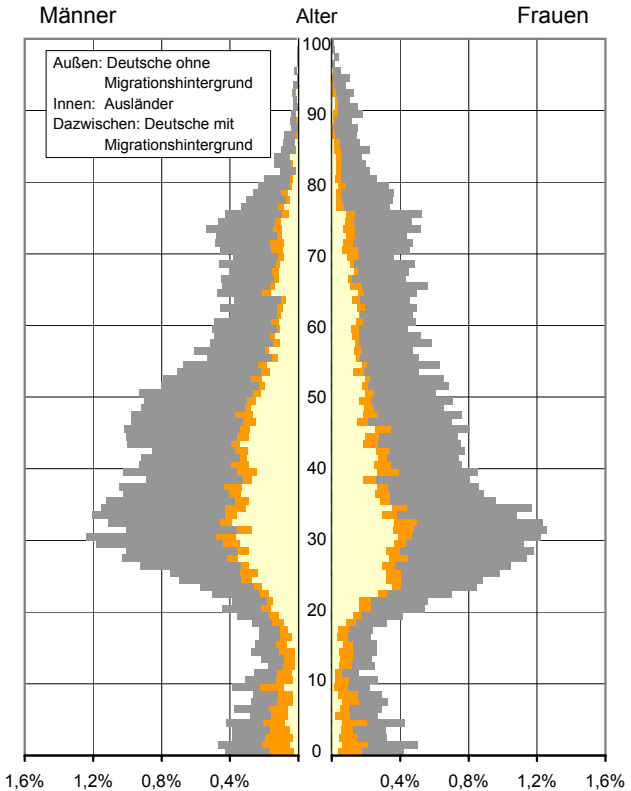 Männer Alter Frauen
Außen: Deutsche ohne
Migrationshintergrund
Innen: Ausländer
Dazwischen: Deutsche mit
Migrationshintergrund
100
90
80
70
60
50
40
30
20
10
0
1,6% 1,2% 0,8% 0,4% 0,4% 0,8% 1,2% 1,6%